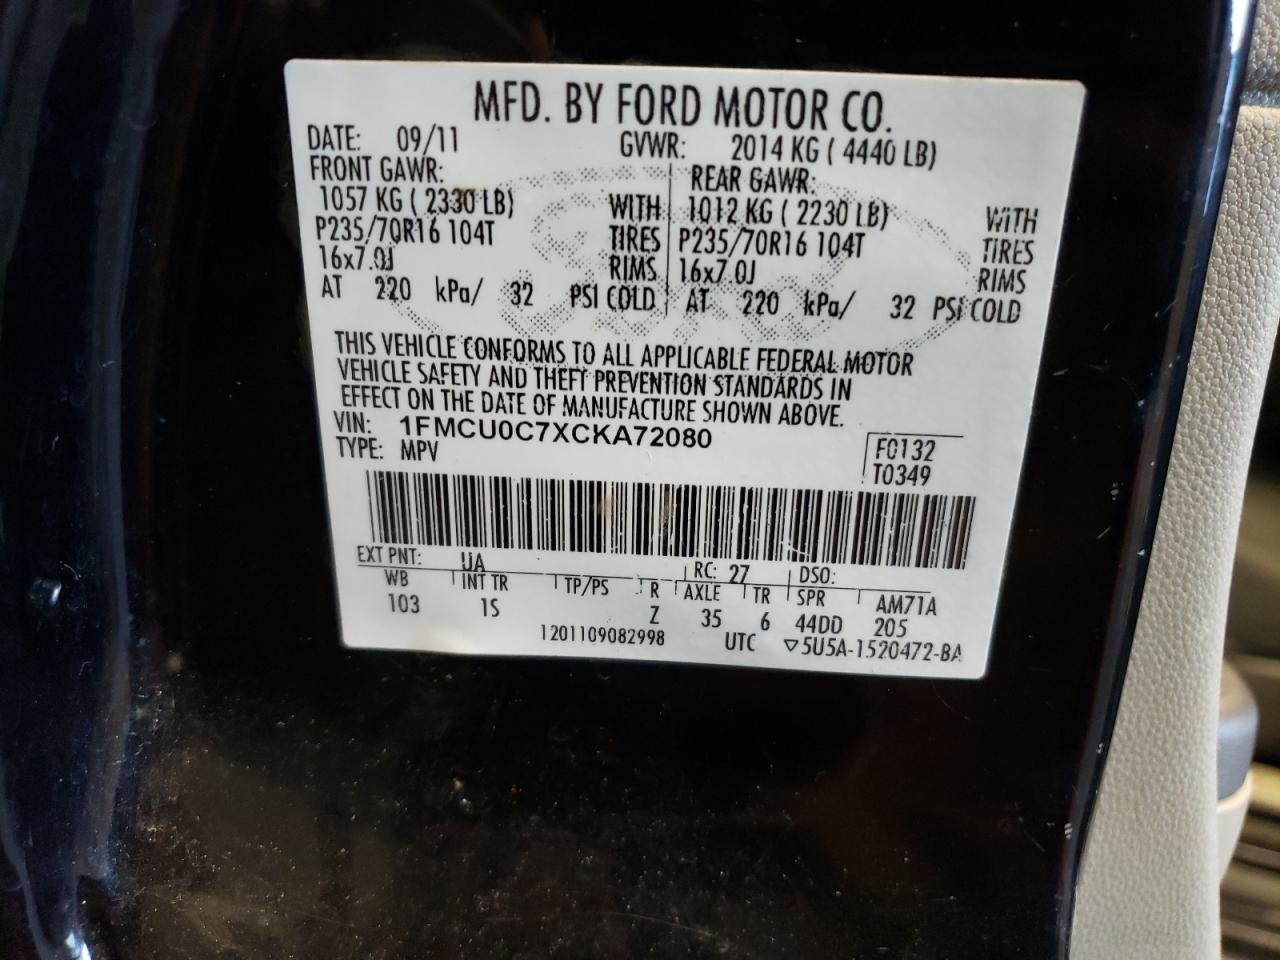 MFD. BY FORD MOTOR CO.
DATE: 09/11 GVWR: 2014 KG ( 4440 LB)
FRONT GAWR: REAR GAWR:
1057 KG ( 2330 LB) WITH 1012 KG ( 2230 LB) WITH
P235/70R16 104T TIRES P235/70R16 104T TIRES
16x7.0J RIMS 16x7.0J RIMS
AT 220 kPa/ 32 PSI COLD AT 220 kPa/ 32 PSI COLD
THIS VEHICLE CONFORMS TO ALL APPLICABLE FEDERAL MOTOR
VEHICLE SAFETY AND THEFT PREVENTION STANDARDS IN
EFFECT ON THE DATE OF MANUFACTURE SHOWN ABOVE.
VIN: 1FMCU0C7XCKA72080
TYPE: MPV
F0132
T0349
EXT PNT: UA RC: 27 DSO:
WB INT TR TP/PS R AXLE TR SPR AM71A
103 1S Z 35 6 44DD 205
1201109082998 UTC ▽5U5A-1520472-BA